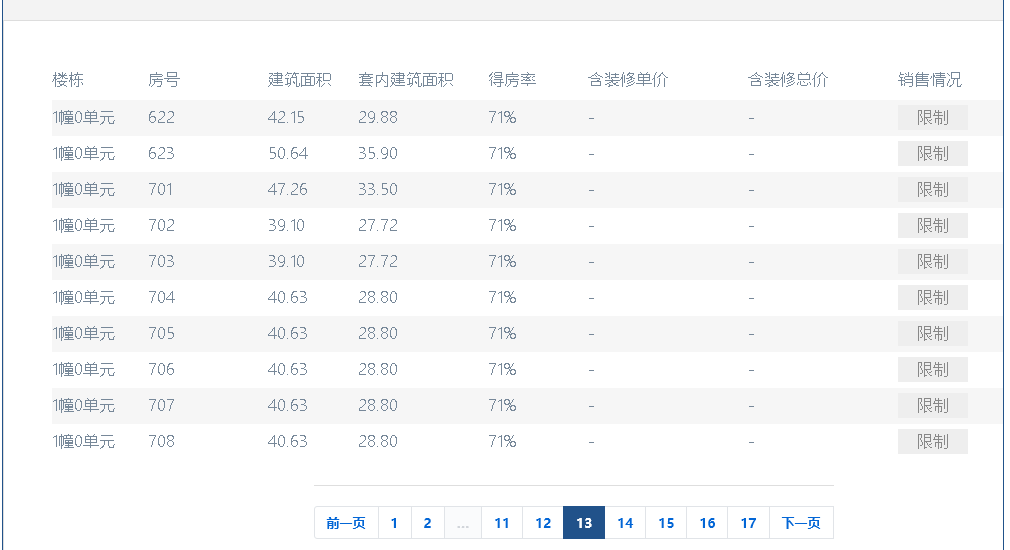 楼栋 房号 建筑面积 套内建筑面积 得房率 含装修单价 含装修总价 销售情况
1幢0单元 622 42.15 29.88 71% - - 限制
1幢0单元 623 50.64 35.90 71% - - 限制
1幢0单元 701 47.26 33.50 71% - - 限制
1幢0单元 702 39.10 27.72 71% - - 限制
1幢0单元 703 39.10 27.72 71% - - 限制
1幢0单元 704 40.63 28.80 71% - - 限制
1幢0单元 705 40.63 28.80 71% - - 限制
1幢0单元 706 40.63 28.80 71% - - 限制
1幢0单元 707 40.63 28.80 71% - - 限制
1幢0单元 708 40.63 28.80 71% - - 限制
前一页 1 2 ... 11 12 13 14 15 16 17 下一页